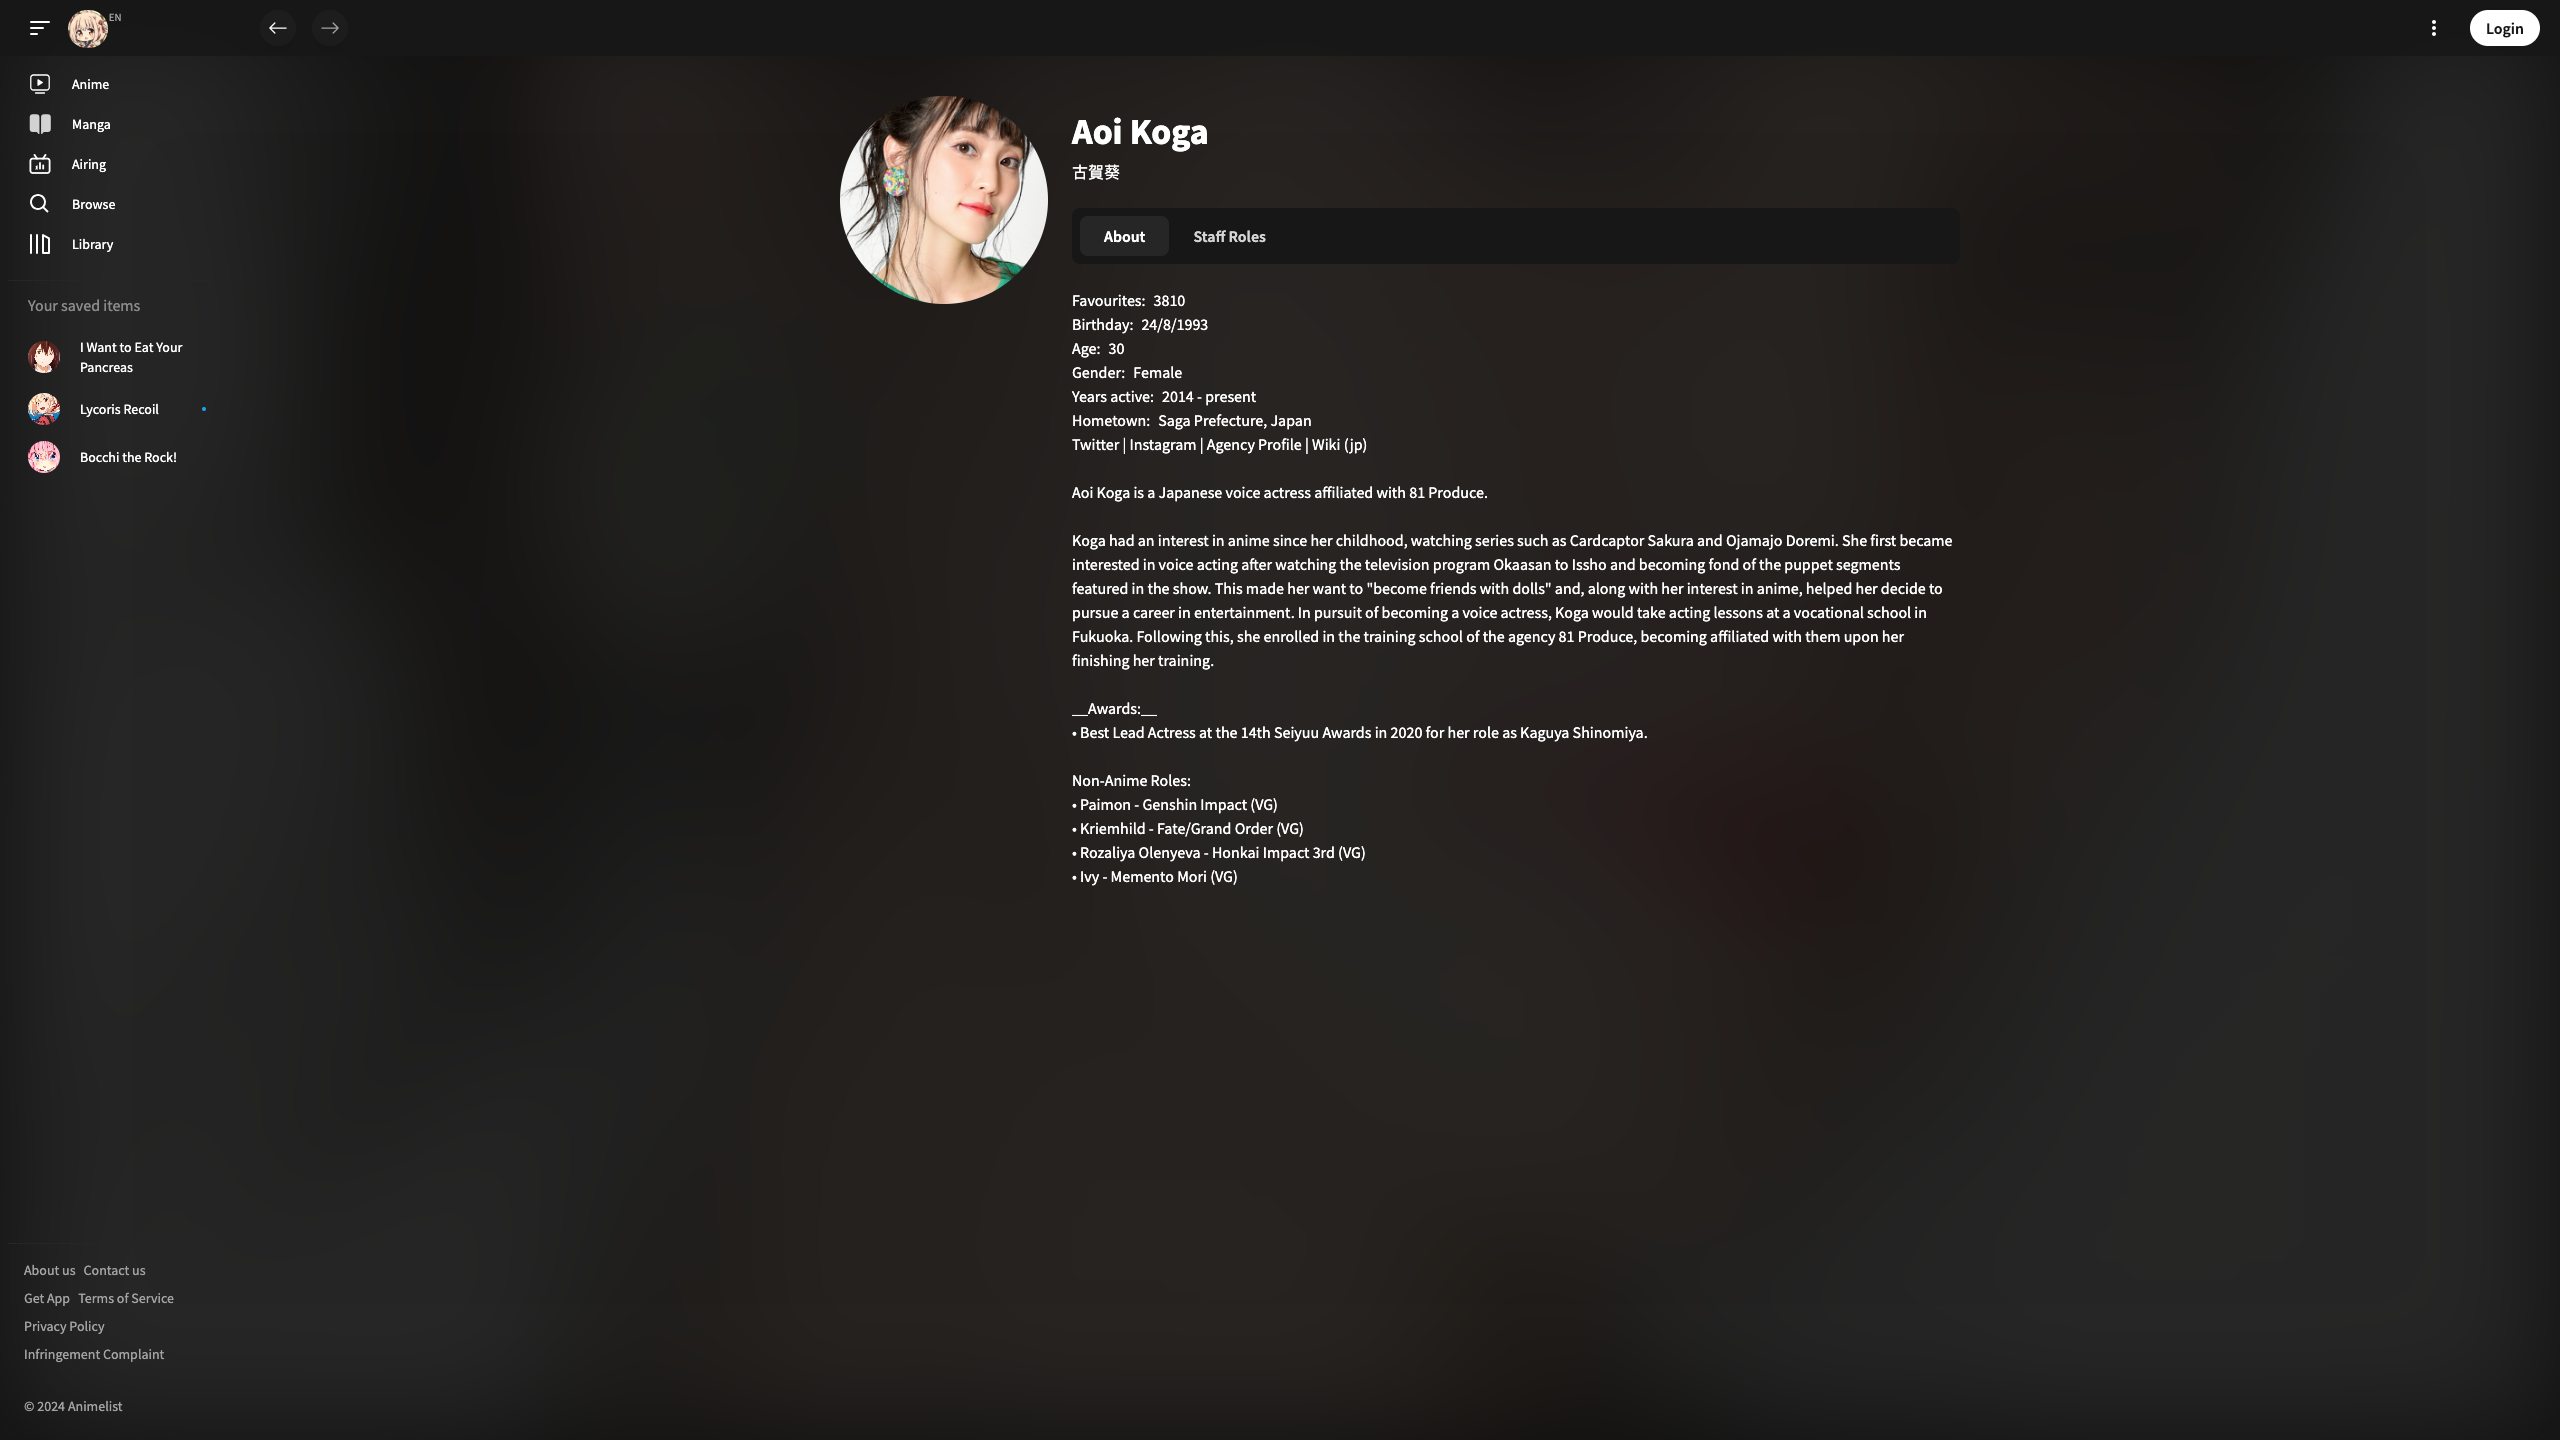 EN
Login
Anime
Manga
Airing
Browse
Library
Your saved items
I Want to Eat Your
Pancreas
Lycoris Recoil
Bocchi the Rock!
About us Contact us
Get App Terms of Service
Privacy Policy
Infringement Complaint
© 2024 Animelist
Aoi Koga
古賀葵
About Staff Roles
Favourites: 3810
Birthday: 24/8/1993
Age: 30
Gender: Female
Years active: 2014 - present
Hometown: Saga Prefecture, Japan
Twitter | Instagram | Agency Profile | Wiki (jp)
Aoi Koga is a Japanese voice actress affiliated with 81 Produce.
Koga had an interest in anime since her childhood, watching series such as Cardcaptor Sakura and Ojamajo Doremi. She first became
interested in voice acting after watching the television program Okaasan to Issho and becoming fond of the puppet segments
featured in the show. This made her want to "become friends with dolls" and, along with her interest in anime, helped her decide to
pursue a career in entertainment. In pursuit of becoming a voice actress, Koga would take acting lessons at a vocational school in
Fukuoka. Following this, she enrolled in the training school of the agency 81 Produce, becoming affiliated with them upon her
finishing her training.
__Awards:__
• Best Lead Actress at the 14th Seiyuu Awards in 2020 for her role as Kaguya Shinomiya.
Non-Anime Roles:
• Paimon - Genshin Impact (VG)
• Kriemhild - Fate/Grand Order (VG)
• Rozaliya Olenyeva - Honkai Impact 3rd (VG)
• Ivy - Memento Mori (VG)